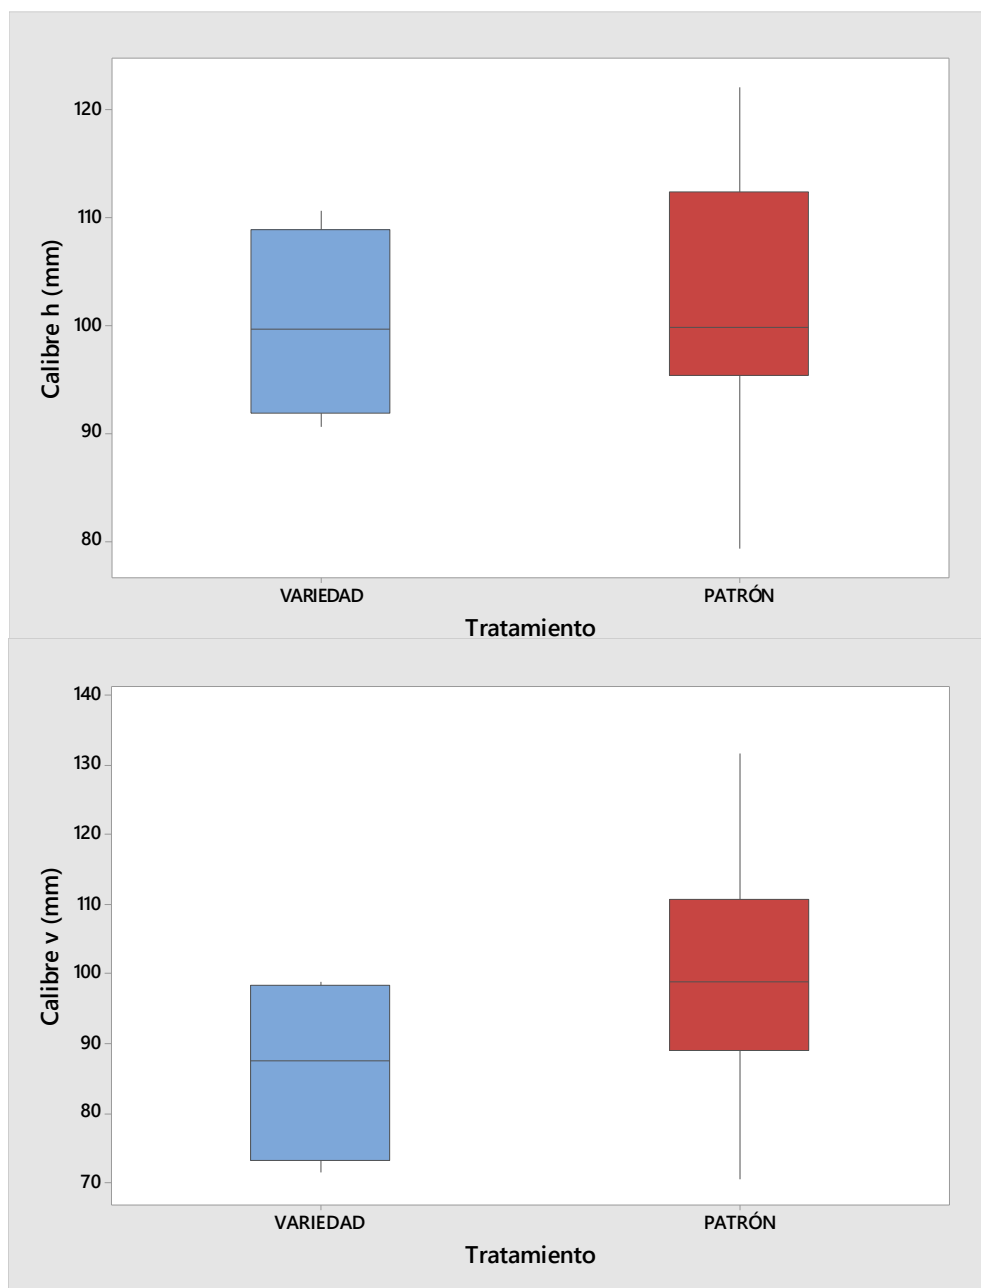 120
110
100
90
80
Calibre h (mm)
VARIEDAD PATRÓN
Tratamiento
140
130
120
110
100
90
80
70
Calibre v (mm)
VARIEDAD PATRÓN
Tratamiento